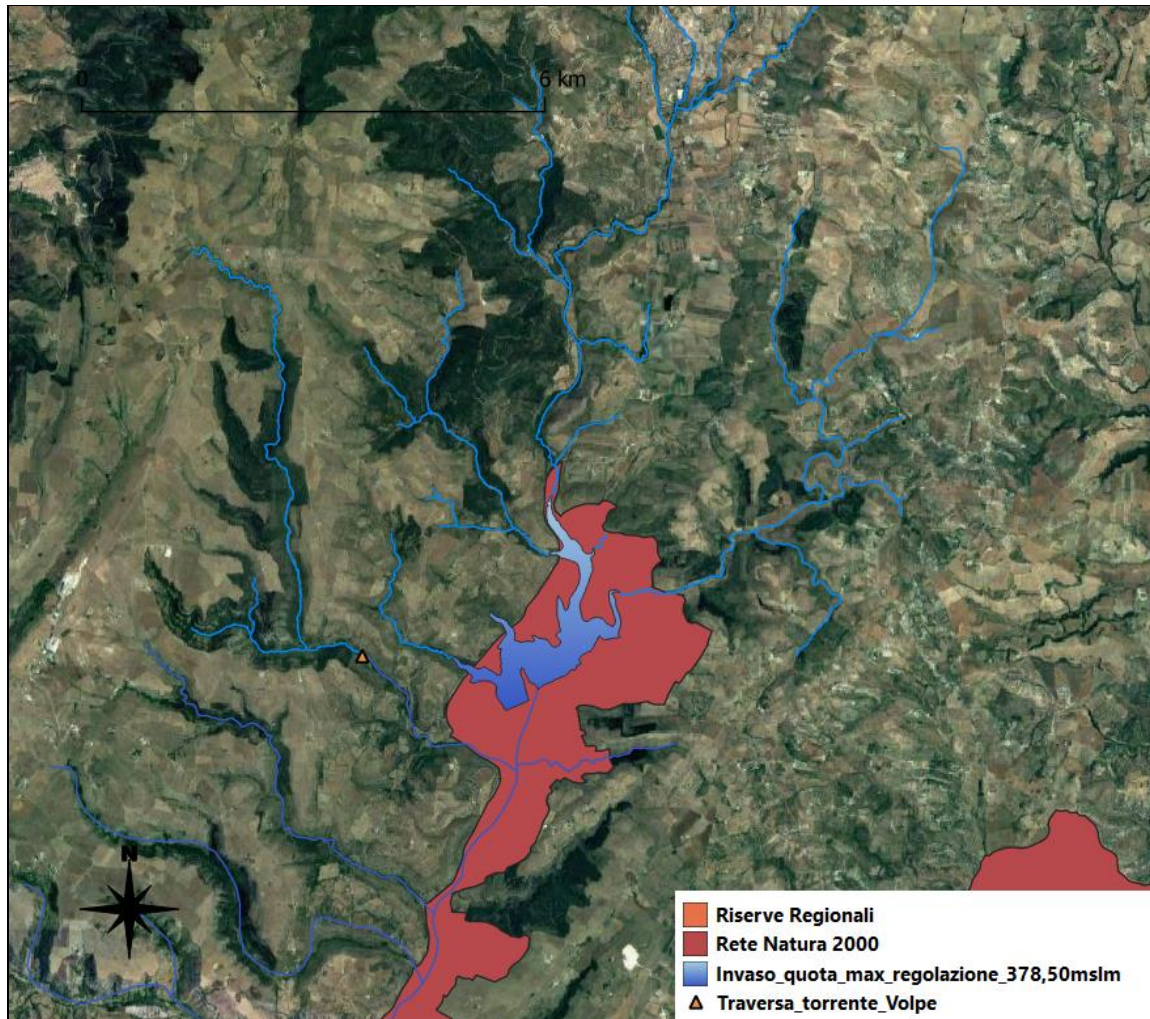 0 6 km
N
Riserve Regionali
Rete Natura 2000
Invaso_quota_max_regolazione_378,50mslm
Traversa_torrente_Volpe